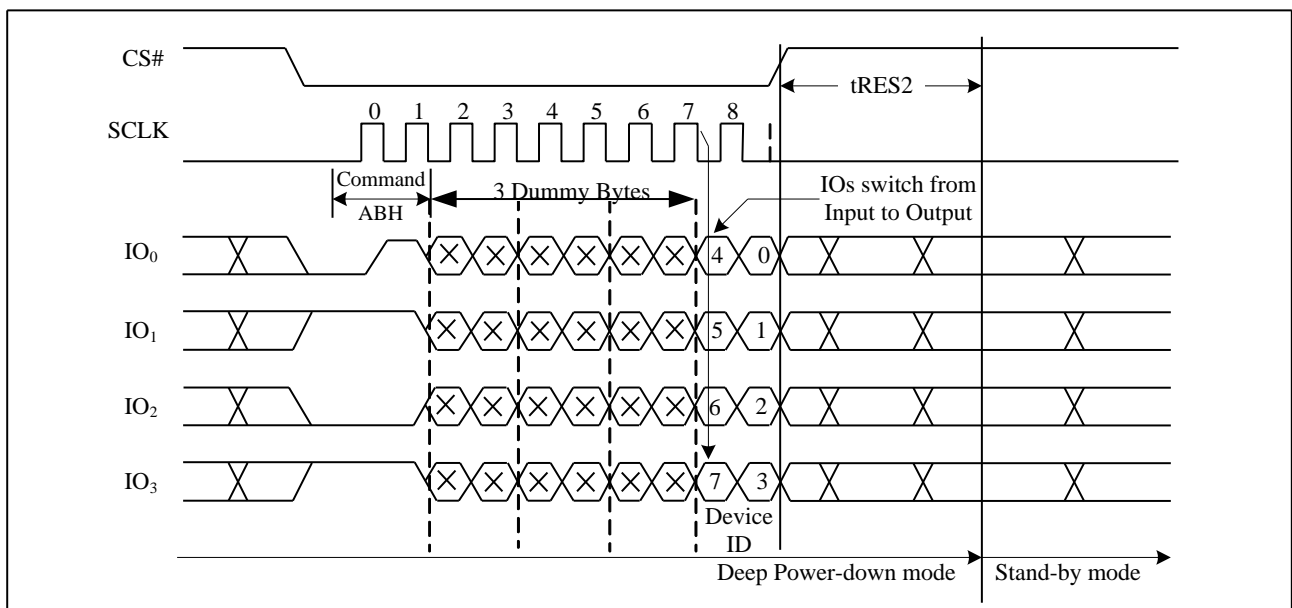 CS#
tRES2
0 1 2 3 4 5 6 7 8
SCLK
Command
ABH
3 Dummy Bytes
IOs switch from
Input to Output
IO0 4 0
IO1 5 1
IO2 6 2
IO3 7 3
Device
ID
Deep Power-down mode Stand-by mode